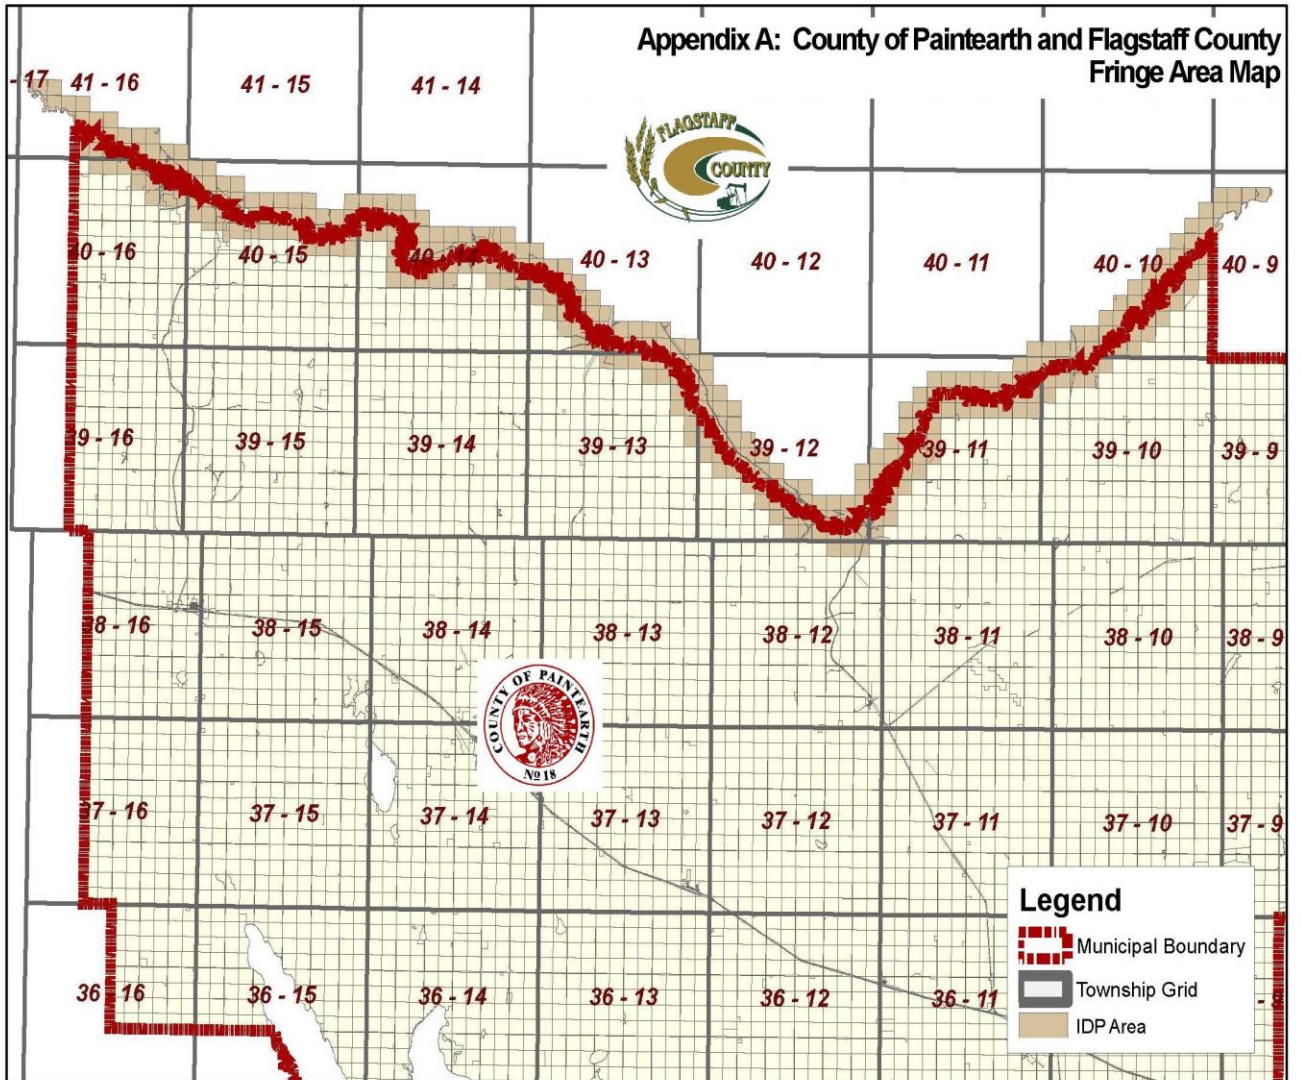 Appendix A: County of Paintearth and Flagstaff County
Fringe Area Map
- 17 41 - 16 41 - 15 41 - 14
FLAGSTAFF
COUNTY
40 - 16 40 - 15 40 - 14 40 - 13 40 - 12 40 - 11 40 - 10 40 - 9
39 - 16 39 - 15 39 - 14 39 - 13 39 - 12 39 - 11 39 - 10 39 - 9
38 - 16 38 - 15 38 - 14 38 - 13 38 - 12 38 - 11 38 - 10 38 - 9
COUNTY OF PAINTEARTH
No 18
37 - 16 37 - 15 37 - 14 37 - 13 37 - 12 37 - 11 37 - 10 37 - 9
36 16 36 - 15 36 - 14 36 - 13 36 - 12 36 - 11
Legend
Municipal Boundary
Township Grid
IDP Area